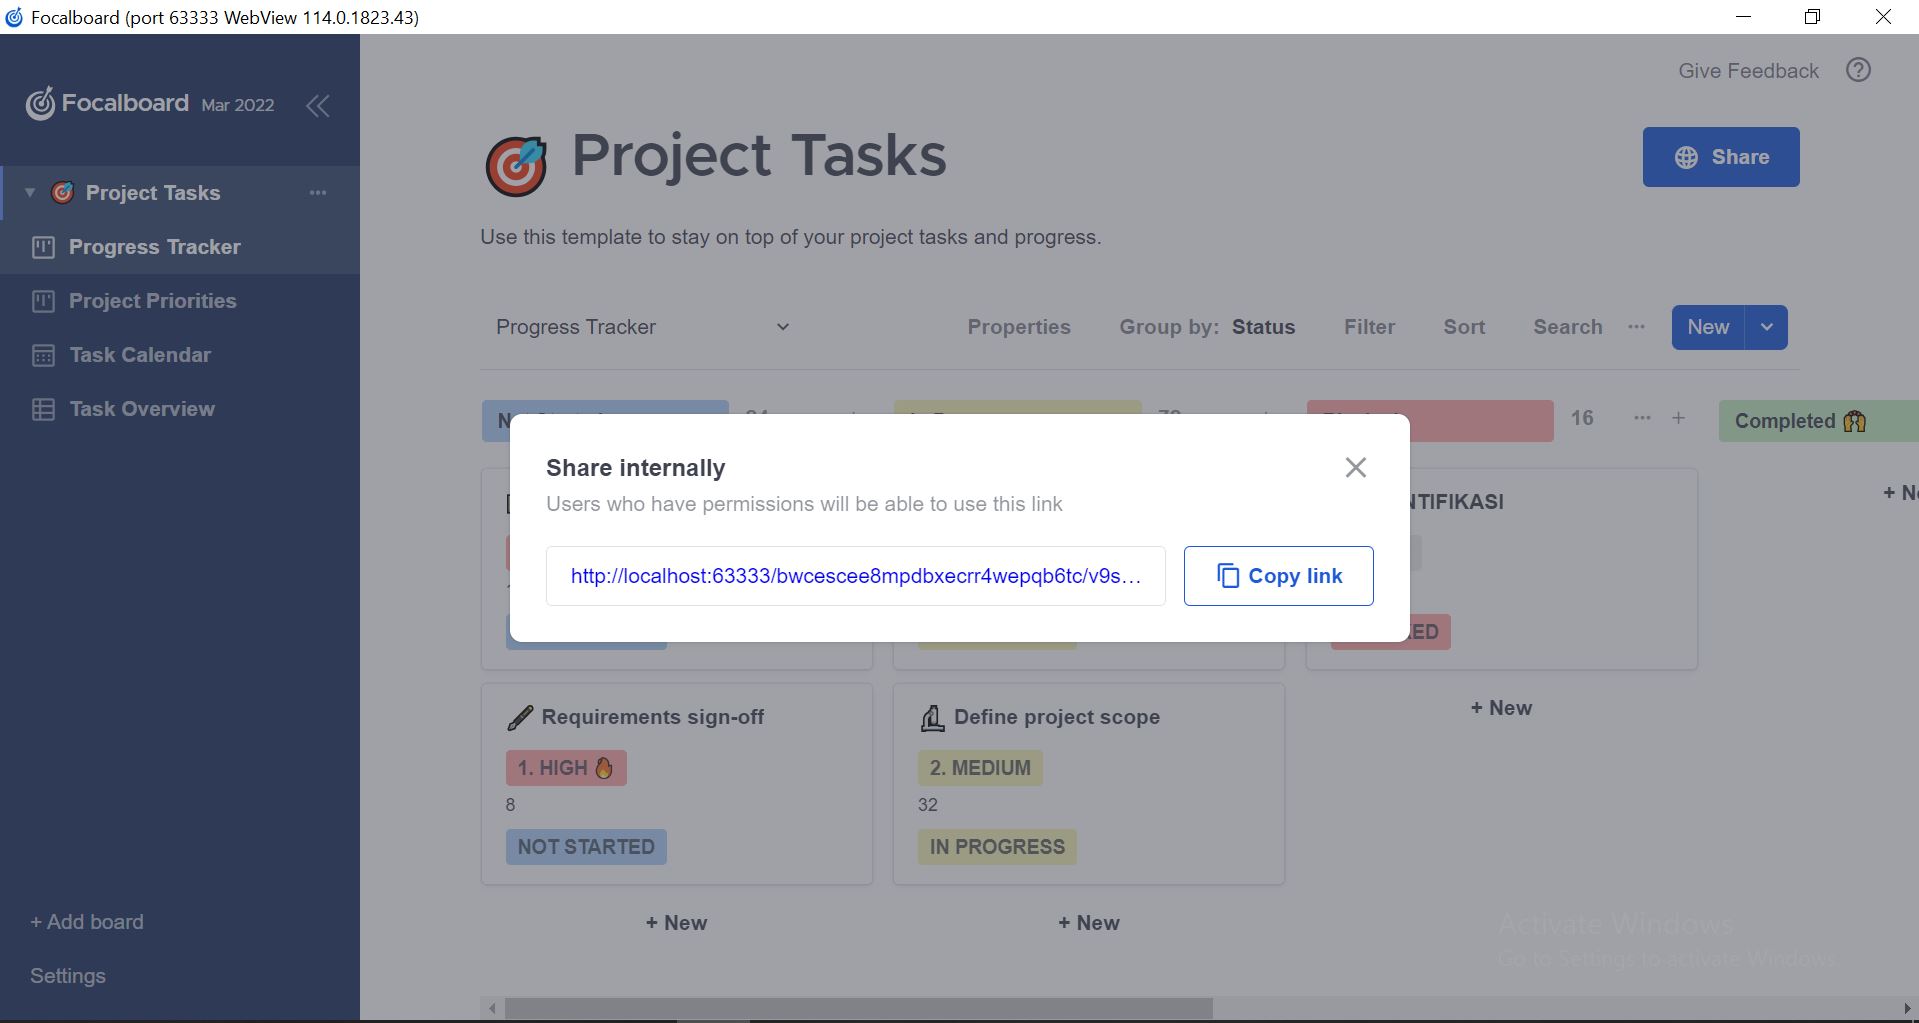 Focalboard (port 63333 WebView 114.0.1823.43)
Give Feedback
Focalboard Mar 2022
Project Tasks
Share
Project Tasks
Progress Tracker
Use this template to stay on top of your project tasks and progress.
Project Priorities
Progress Tracker
Properties
Group by: Status
Filter
Sort
Search
New
Task Calendar
Task Overview
16
Completed
Share internally
Users who have permissions will be able to use this link
+ N
NTIFIKASI
http://localhost:63333/bwcescee8mpdbxecrr4wepqb6tc/v9s...
Copy link
KED
Requirements sign-off
1. HIGH
8
NOT STARTED
Define project scope
2. MEDIUM
32
IN PROGRESS
+ New
+ New
+ New
+ Add board
Settings
Activate Windows
Go to Settings to activate Windows.